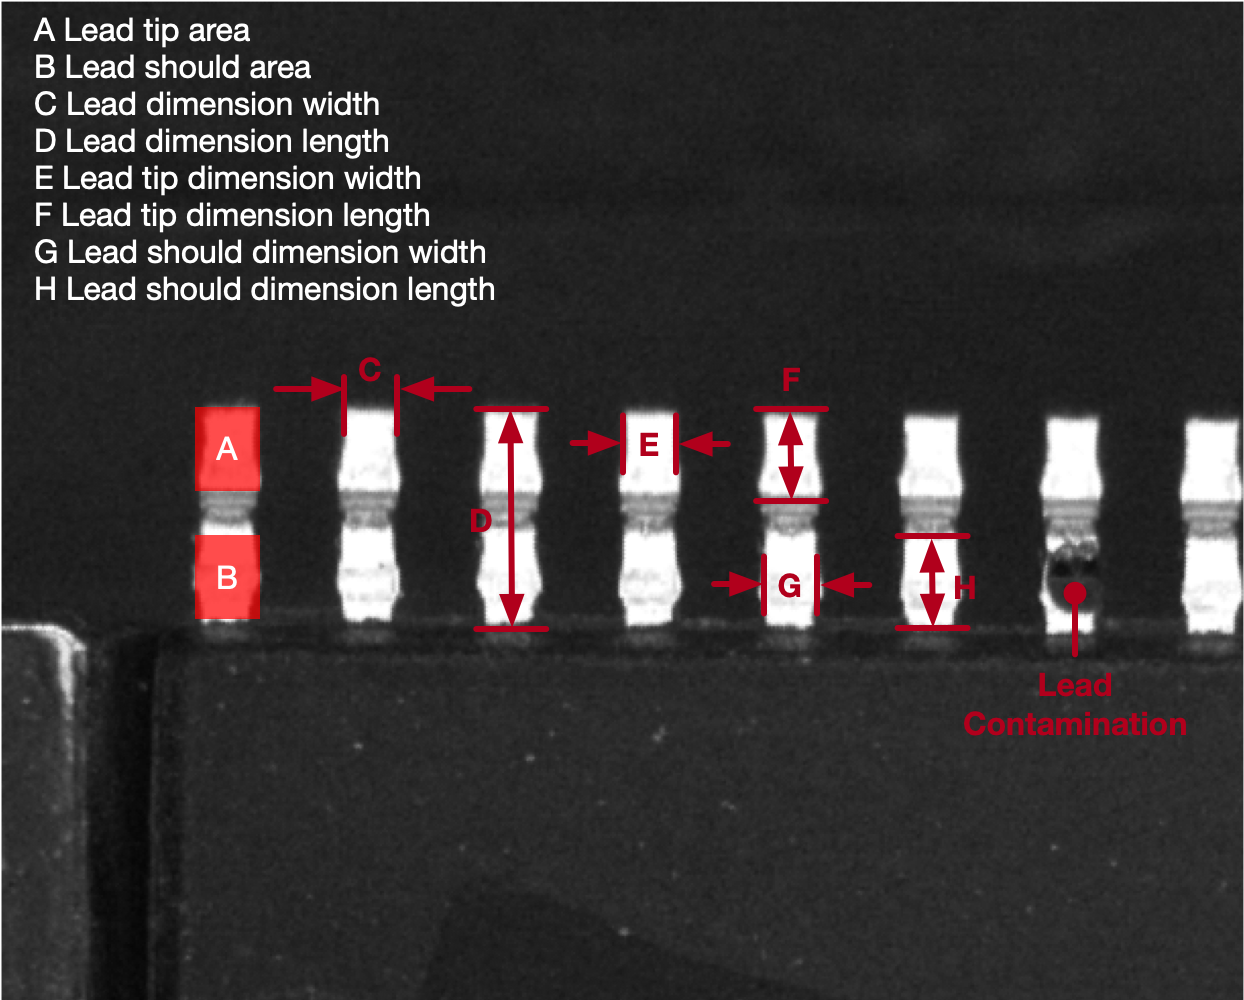 A Lead tip area
B Lead should area
C Lead dimension width
D Lead dimension length
E Lead tip dimension width
F Lead tip dimension length
G Lead should dimension width
H Lead should dimension length
C
F
A
E
D
B
G
H
Lead
Contamination